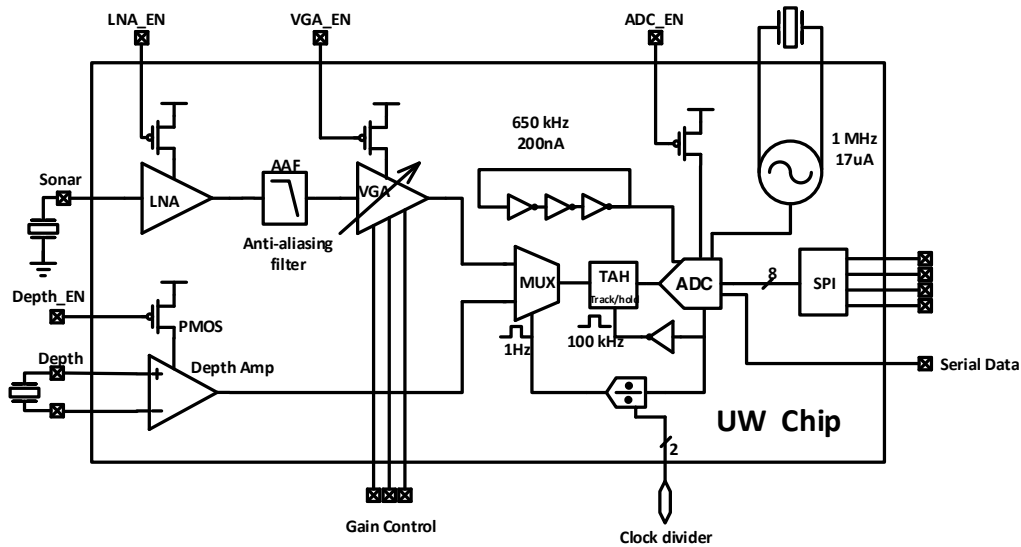 LNA_EN
VGA_EN
ADC_EN
650 kHz
200nA
1 MHz
17uA
AAF
Sonar
LNA
VGA
Anti-aliasing
filter
MUX
TAH
Track/hold
ADC
8
SPI
Depth_EN
PMOS
1Hz
100 kHz
Depth
Depth Amp
+
−
Serial Data
÷
UW Chip
2
Gain Control
Clock divider